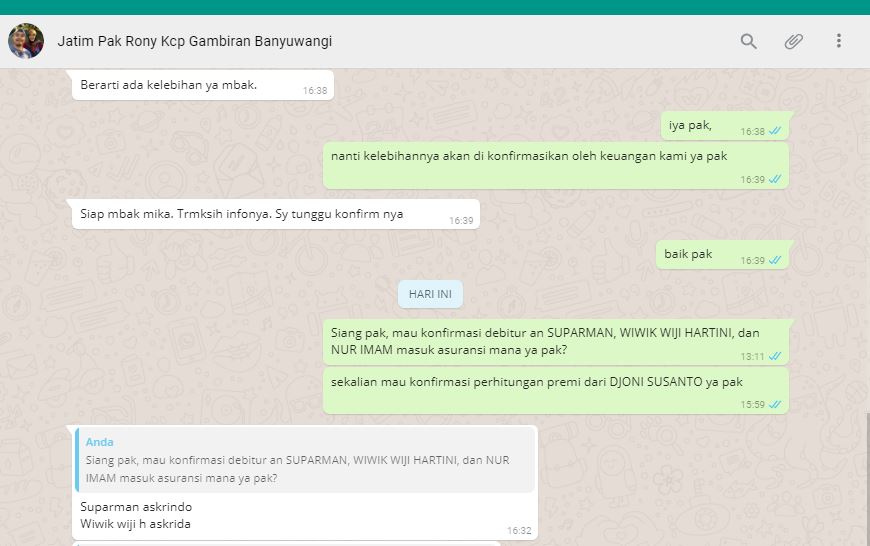 Jatim Pak Rony Kcp Gambiran Banyuwangi
Berarti ada kelebihan ya mbak.
16:38
iya pak,
16:38
nanti kelebihannya akan di konfirmasikan oleh keuangan kami ya pak
16:39
Siap mbak mika. Trmksih infonya. Sy tunggu konfirm nya
16:39
baik pak
16:39
HARI INI
Siang pak, mau konfirmasi debitur an SUPARMAN, WIWIK WIJI HARTINI, dan
NUR IMAM masuk asuransi mana ya pak?
13:11
sekalian mau konfirmasi perhitungan premi dari DJONI SUSANTO ya pak
15:59
Anda
Siang pak, mau konfirmasi debitur an SUPARMAN, WIWIK WIJI HARTINI, dan NUR
IMAM masuk asuransi mana ya pak?
Suparman askrindo
Wiwik wiji h askrida
16:32